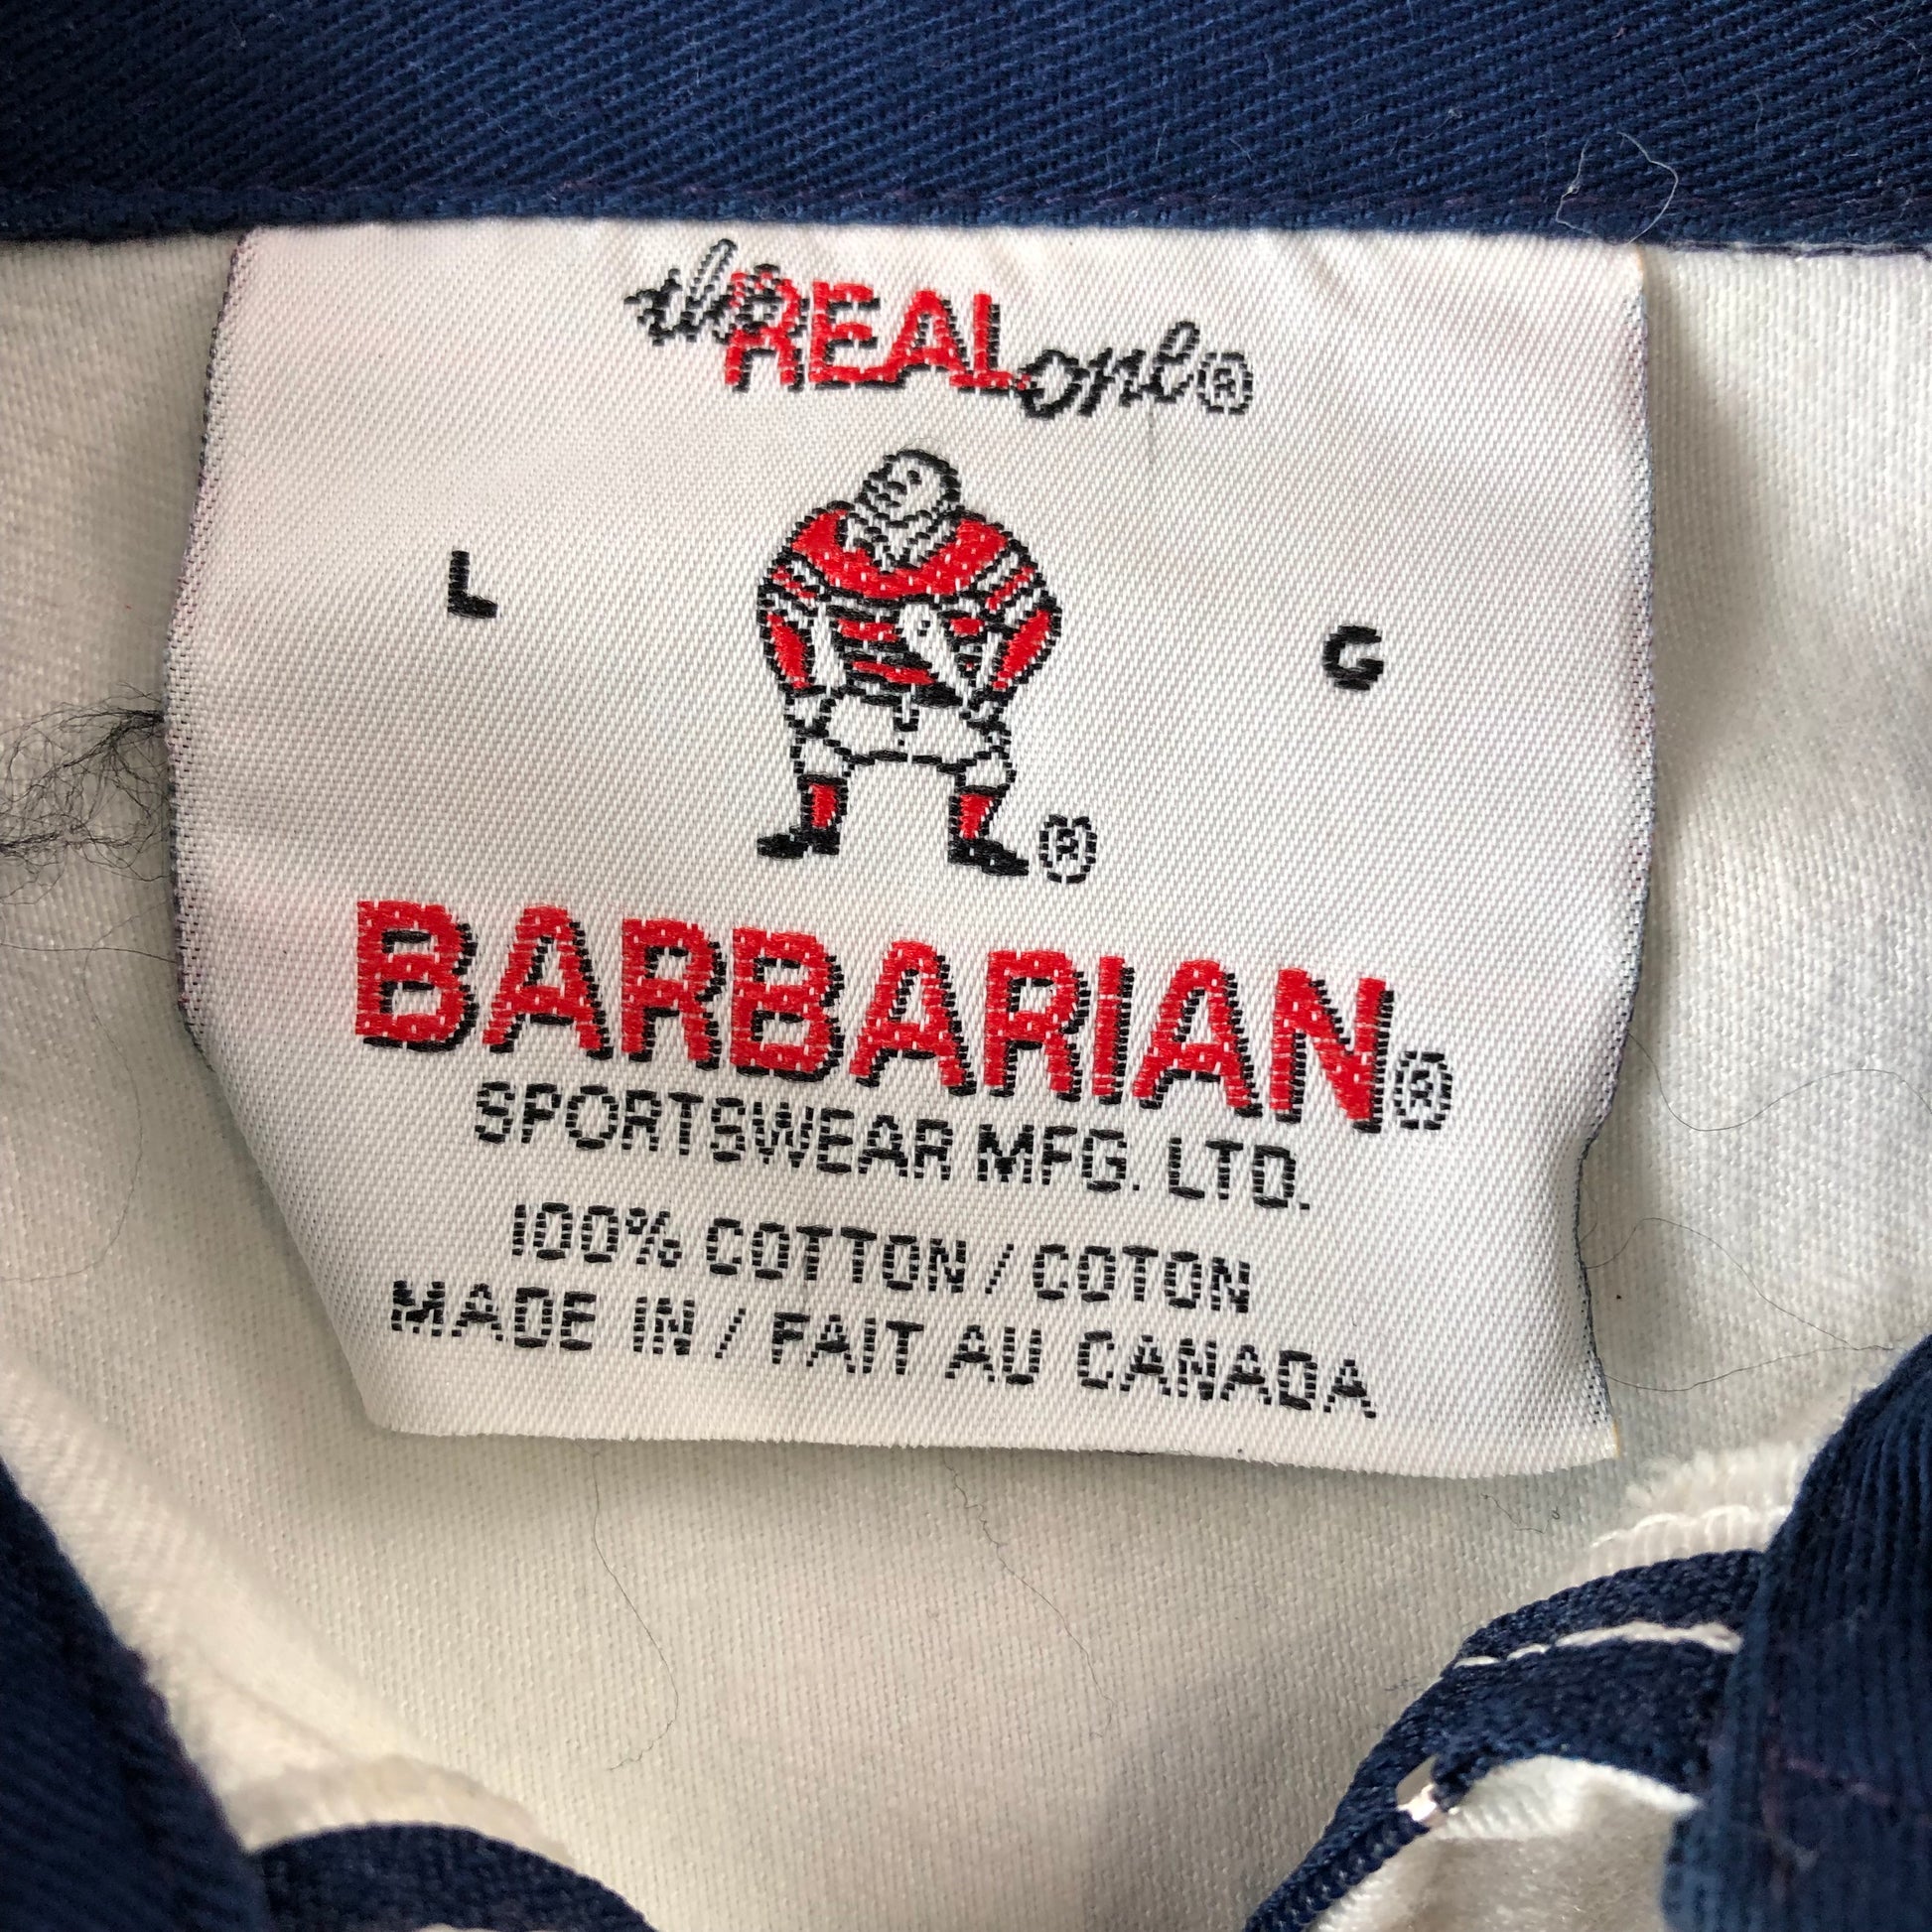 the REAL one®
L
G
®
BARBARIAN®
SPORTSWEAR MFG. LTD.
100% COTTON / COTON
MADE IN / FAIT AU CANADA